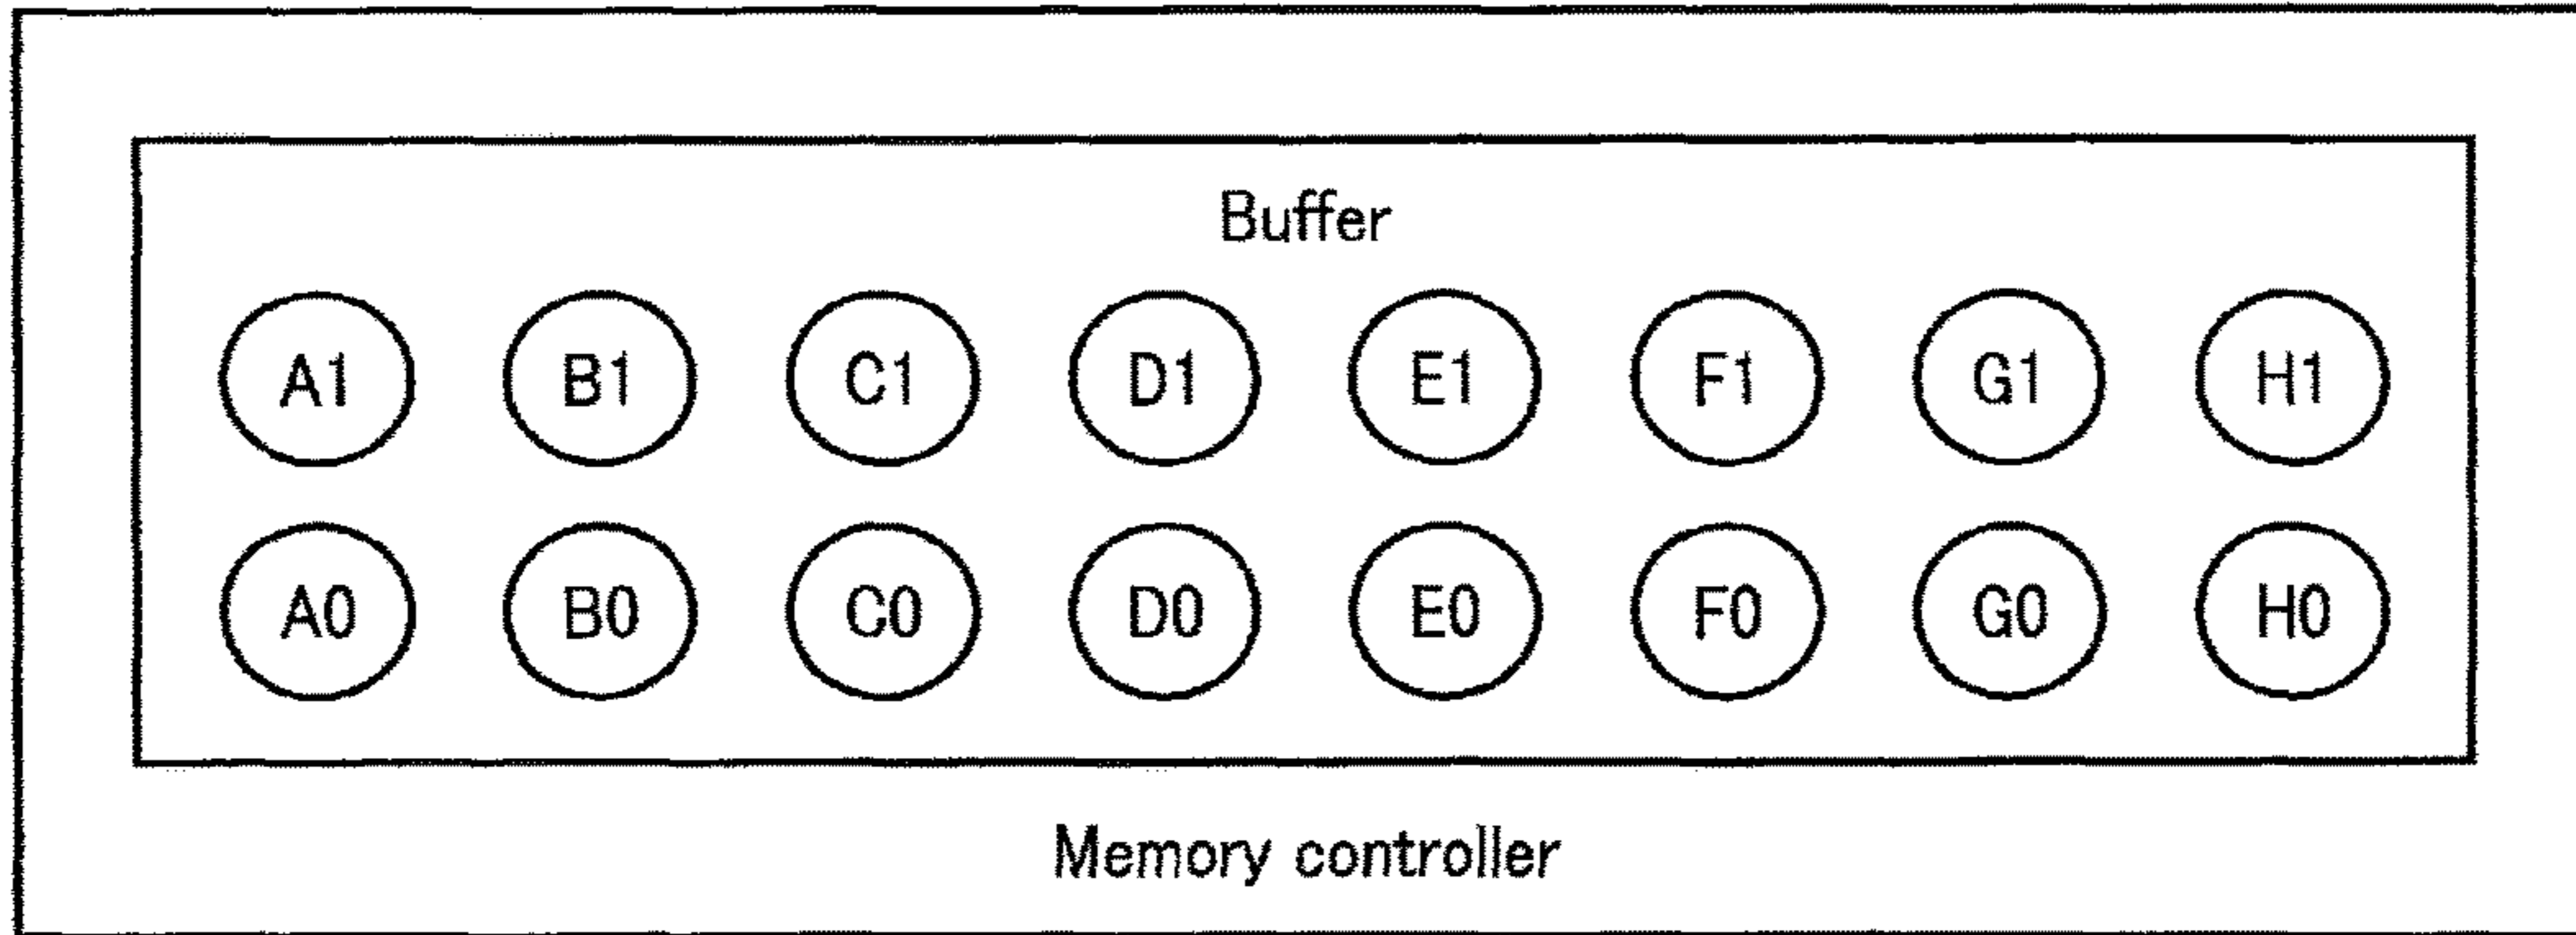 Buffer
A1 B1 C1 D1 E1 F1 G1 H1
A0 B0 C0 D0 E0 F0 G0 H0
Memory controller